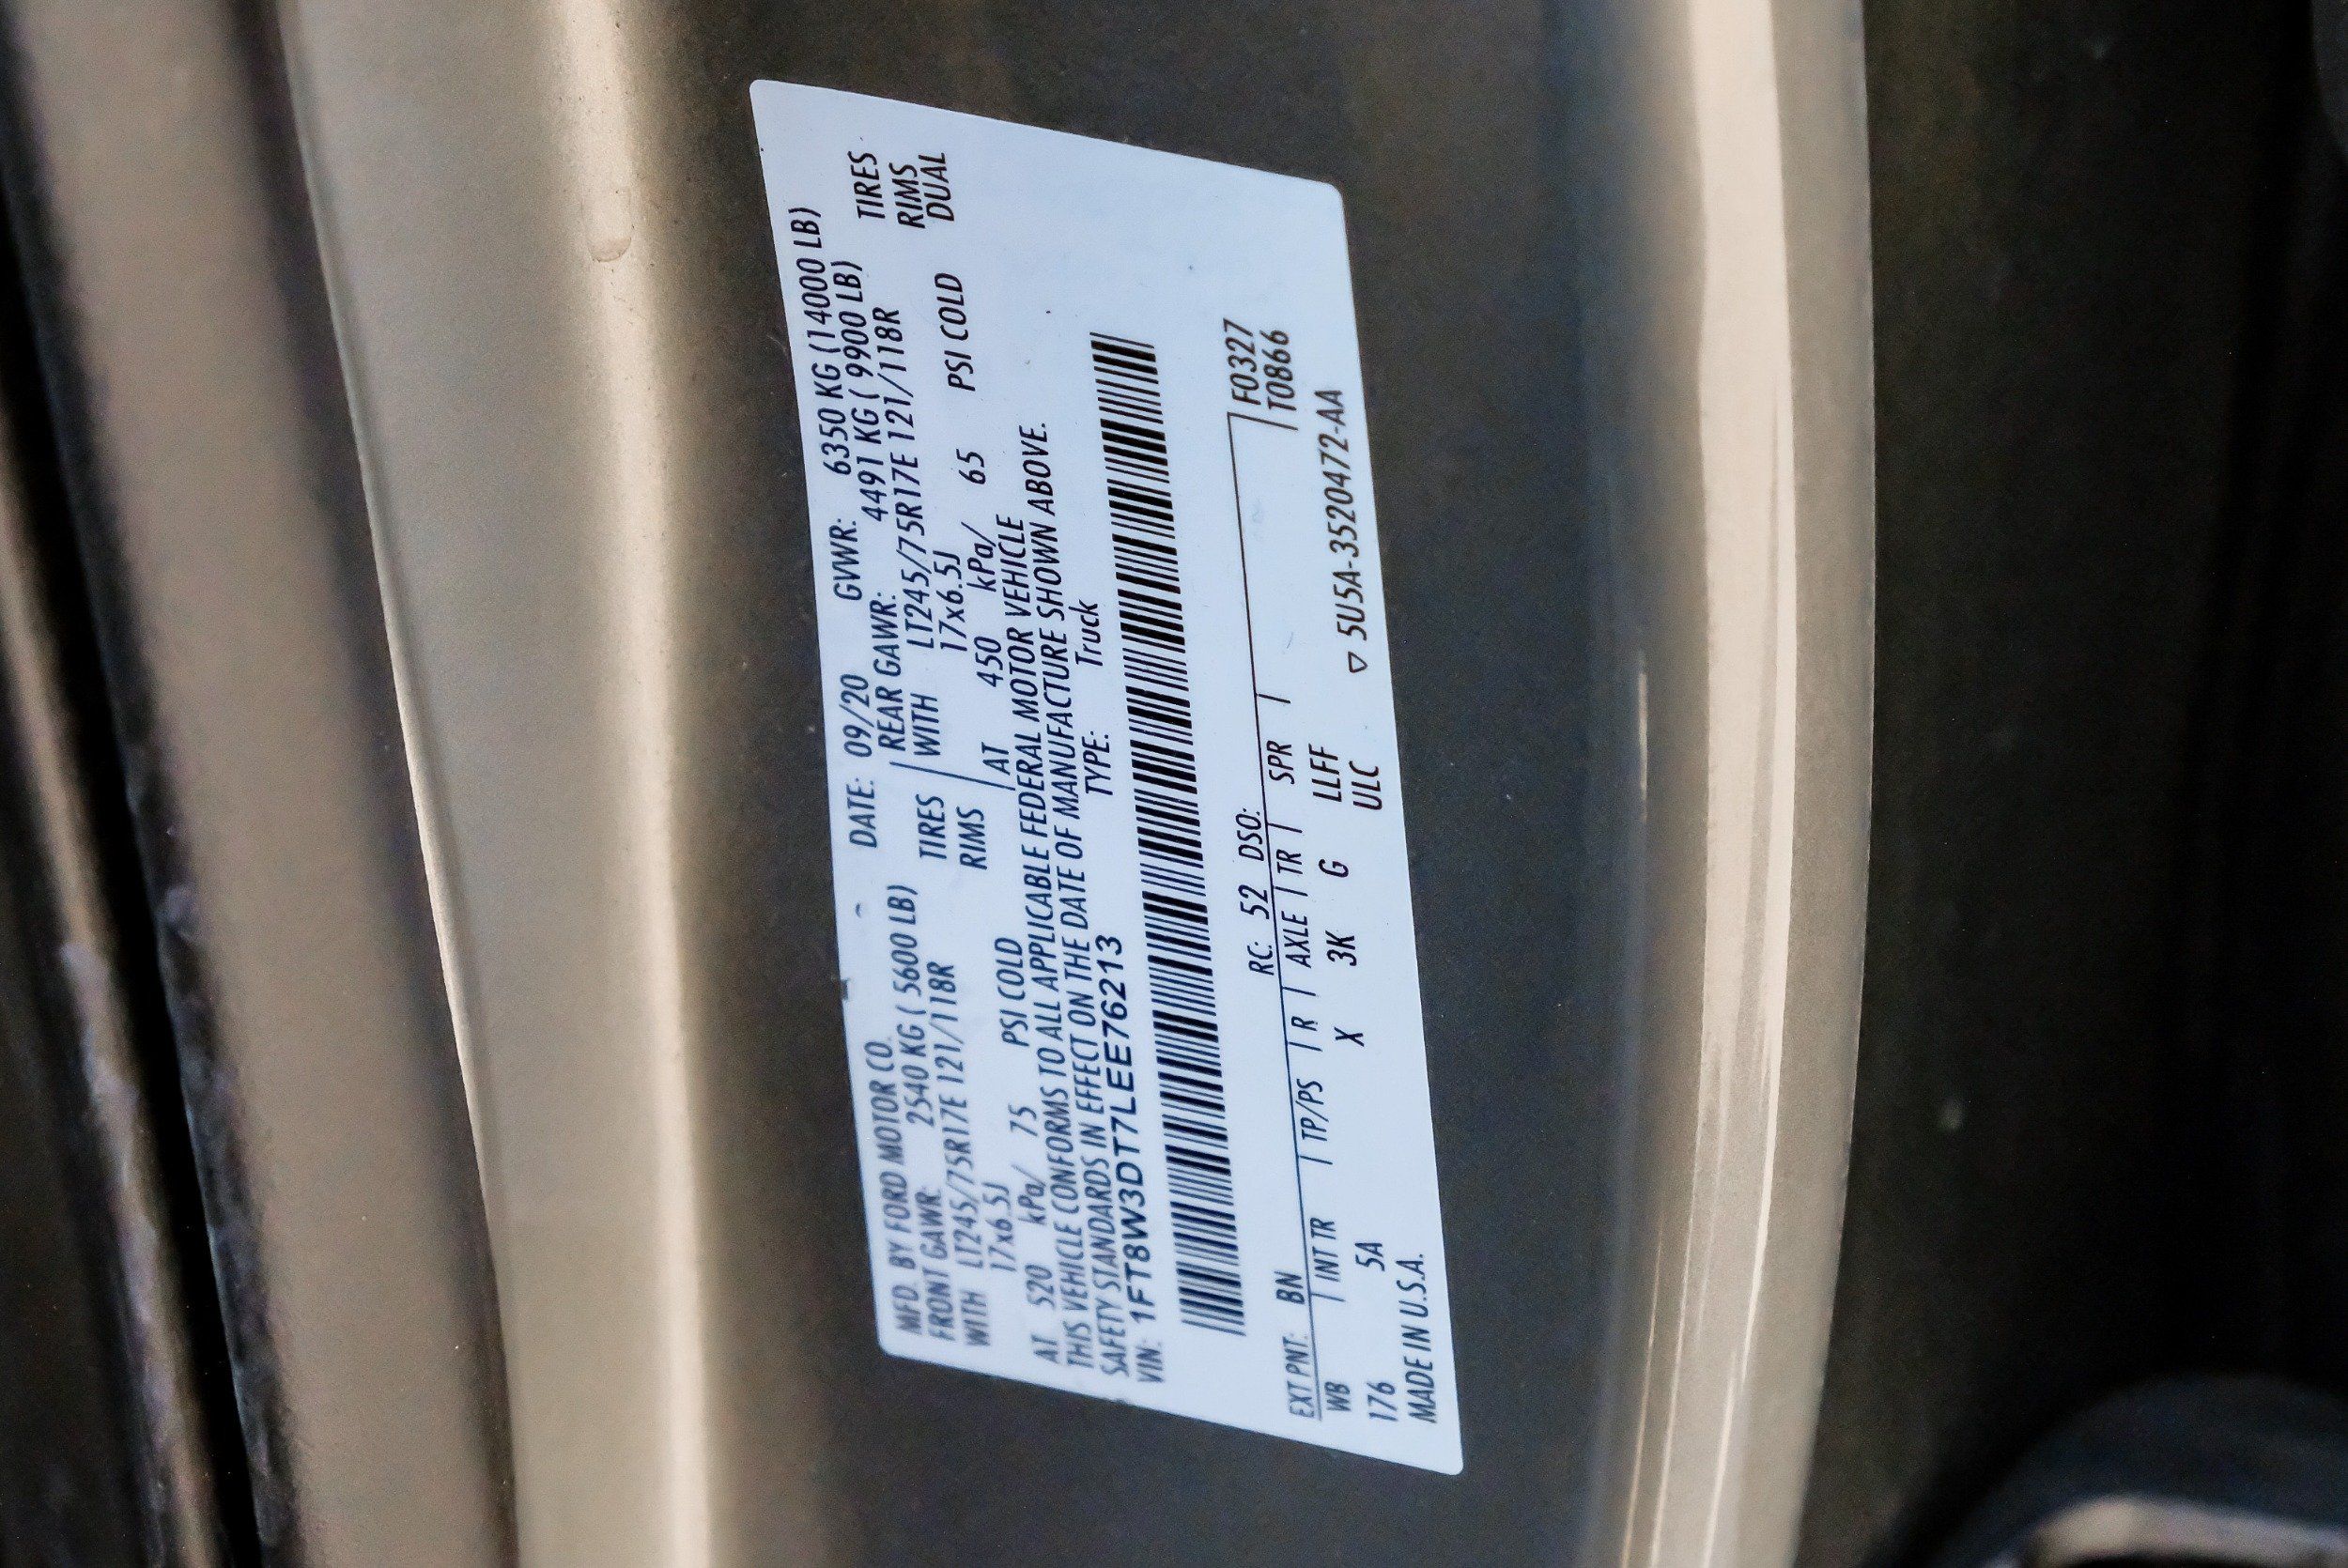 MFD. BY FORD MOTOR CO. DATE: 09/20 GVWR: 6350 KG (14000 LB)
FRONT GAWR: 2540 KG ( 5600 LB) REAR GAWR: 4491 KG ( 9900 LB)
WITH LT245/75R17E 121/118R TIRES WITH LT245/75R17E 121/118R TIRES
17x6.5J RIMS 17x6.5J RIMS
AT 520 kPa/ 75 PSI COLD AT 450 kPa/ 65 PSI COLD DUAL
THIS VEHICLE CONFORMS TO ALL APPLICABLE FEDERAL MOTOR VEHICLE
SAFETY STANDARDS IN EFFECT ON THE DATE OF MANUFACTURE SHOWN ABOVE.
VIN: 1FT8W3DT7LEE76213 TYPE: Truck
EXT PNT: BN RC: 52 DSO: F0327
WB INT TR TP/PS R AXLE TR SPR T0866
176 5A X 3K G LLFF
ULC
MADE IN U.S.A. ▽ 5U5A-3520472-AA